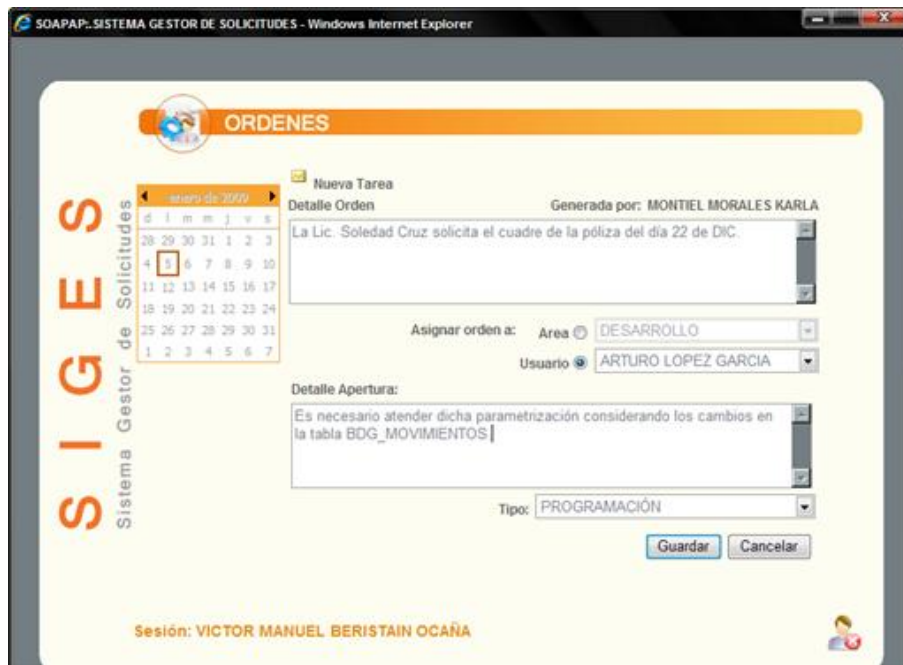 SOAPAP:.SISTEMA GESTOR DE SOLICITUDES - Windows Internet Explorer
ORDENES
SIGES
Sistema Gestor de Solicitudes
enero de 2009
d l m m j v s
28 29 30 31 1 2 3
4 5 6 7 8 9 10
11 12 13 14 15 16 17
18 19 20 21 22 23 24
25 26 27 28 29 30 31
1 2 3 4 5 6 7
Nueva Tarea
Detalle Orden Generada por: MONTIEL MORALES KARLA
La Lic. Soledad Cruz solicita el cuadre de la póliza del día 22 de DIC.
Asignar orden a: Area DESARROLLO
Usuario ARTURO LOPEZ GARCIA
Detalle Apertura:
Es necesario atender dicha parametrización considerando los cambios en
la tabla BDG_MOVIMIENTOS
Tipo: PROGRAMACIÓN
Guardar Cancelar
Sesión: VICTOR MANUEL BERISTAIN OCAÑA